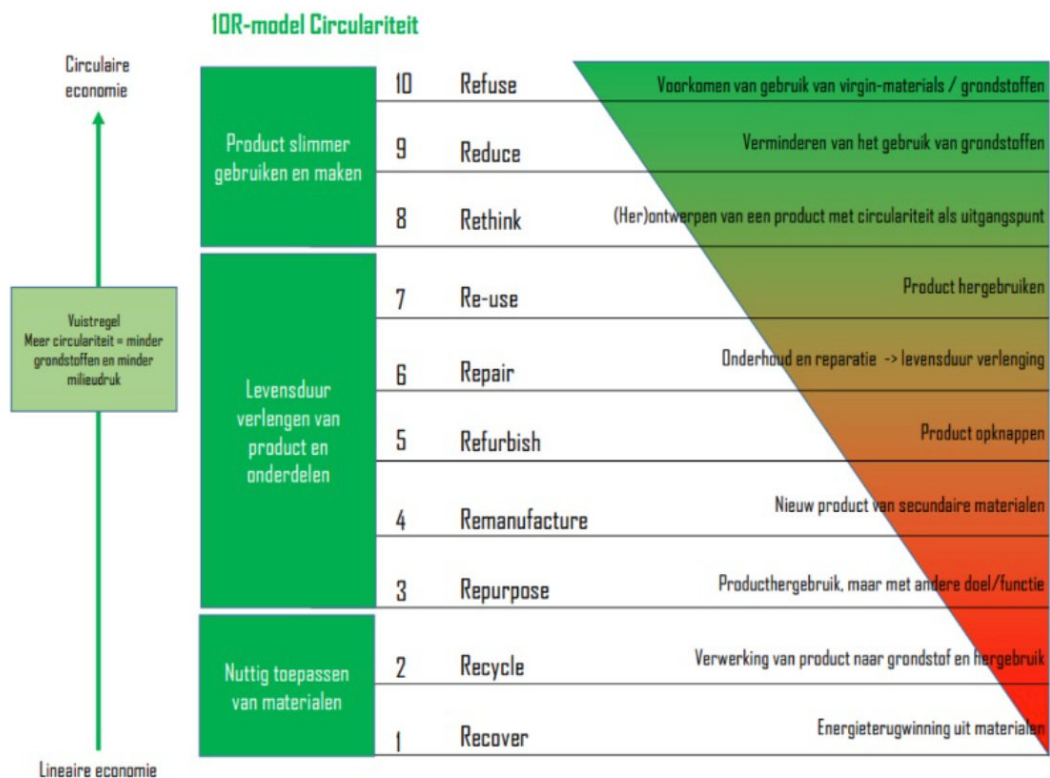 10R-model Circulariteit
Circulaire
economie
Vuistregel
Meer circulariteit = minder
grondstoffen en minder
milieudruk
Lineaire economie
Product slimmer
gebruiken en maken
10 Refuse Voorkomen van gebruik van virgin-materials / grondstoffen
9 Reduce Verminderen van het gebruik van grondstoffen
8 Rethink (Her)ontwerpen van een product met circulariteit als uitgangspunt
Levensduur
verlengen van
product en
onderdelen
7 Re-use Product hergebruiken
6 Repair Onderhoud en reparatie -> levensduur verlenging
5 Refurbish Product opknappen
4 Remanufacture Nieuw product van secundaire materialen
3 Repurpose Producthergebruik, maar met andere doel/functie
Nuttig toepassen
van materialen
2 Recycle Verwerking van product naar grondstof en hergebruik
1 Recover Energieterugwinning uit materialen